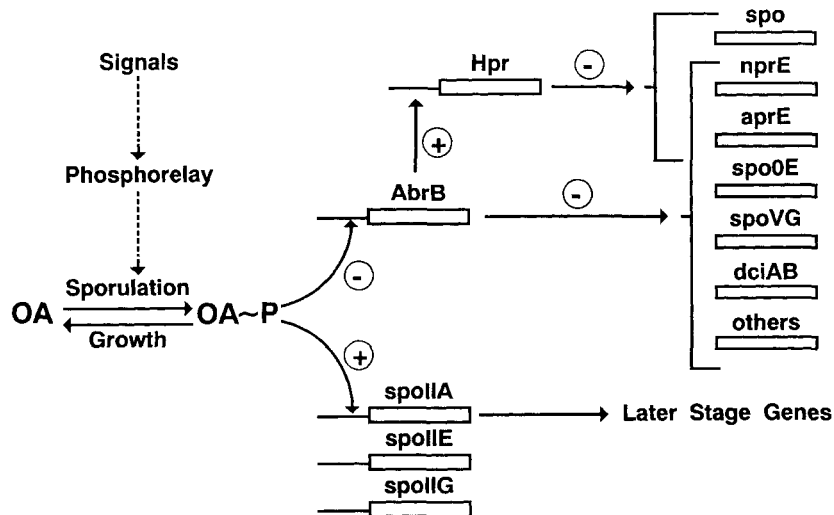 spo
Signals
Hpr
-
nprE
aprE
+
Phosphorelay
AbrB
-
spo0E
spoVG
-
Sporulation
dciAB
OA
OA~P
Growth
others
+
spoIIA
Later Stage Genes
spoIIE
spoIIG